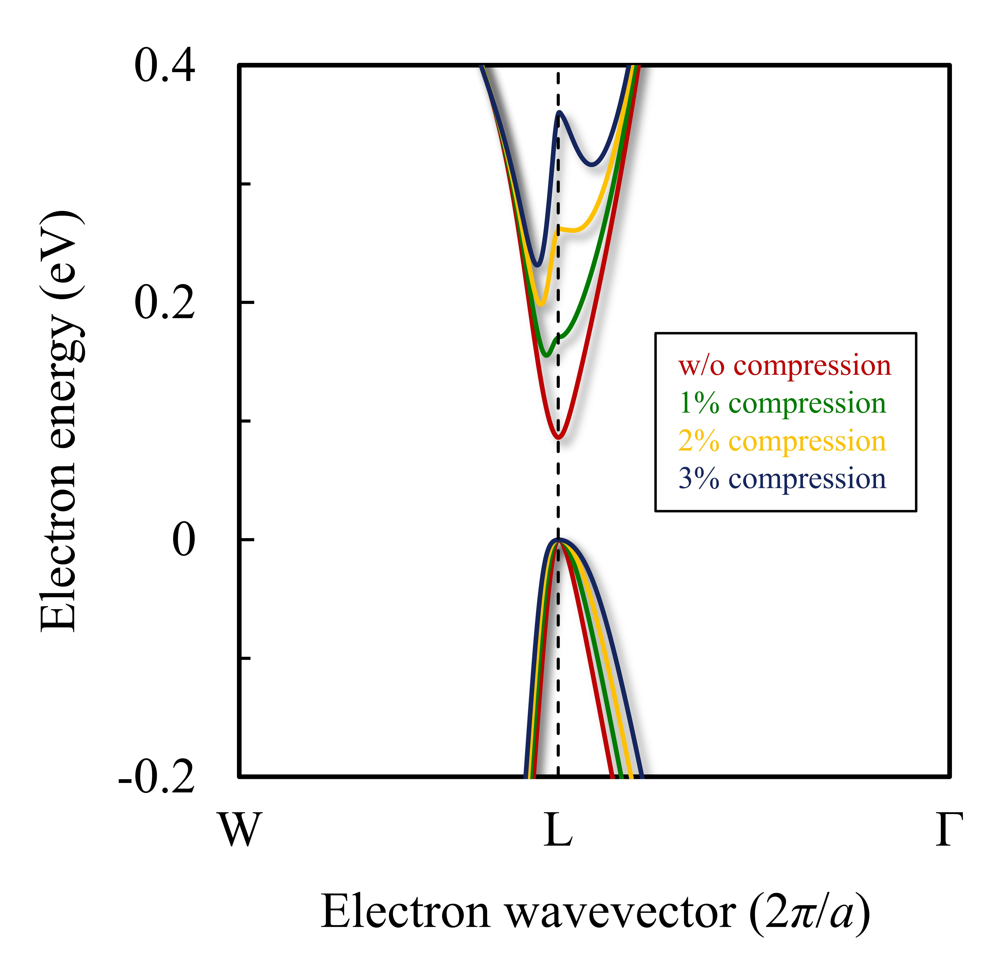 0.4
0.2
0
-0.2
Electron energy (eV)
w/o compression
1% compression
2% compression
3% compression
W L Γ
Electron wavevector (2π/a)